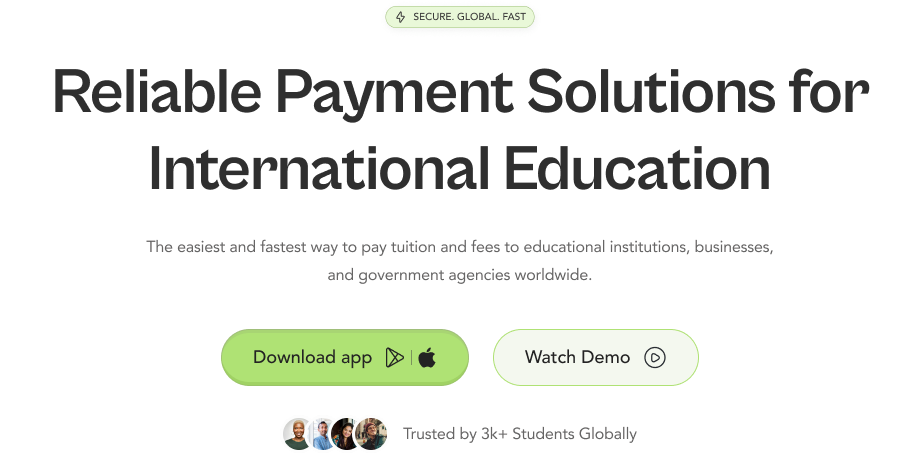 SECURE. GLOBAL. FAST
Reliable Payment Solutions for
International Education
The easiest and fastest way to pay tuition and fees to educational institutions, businesses,
and government agencies worldwide.
Download app
Watch Demo
Trusted by 3k+ Students Globally